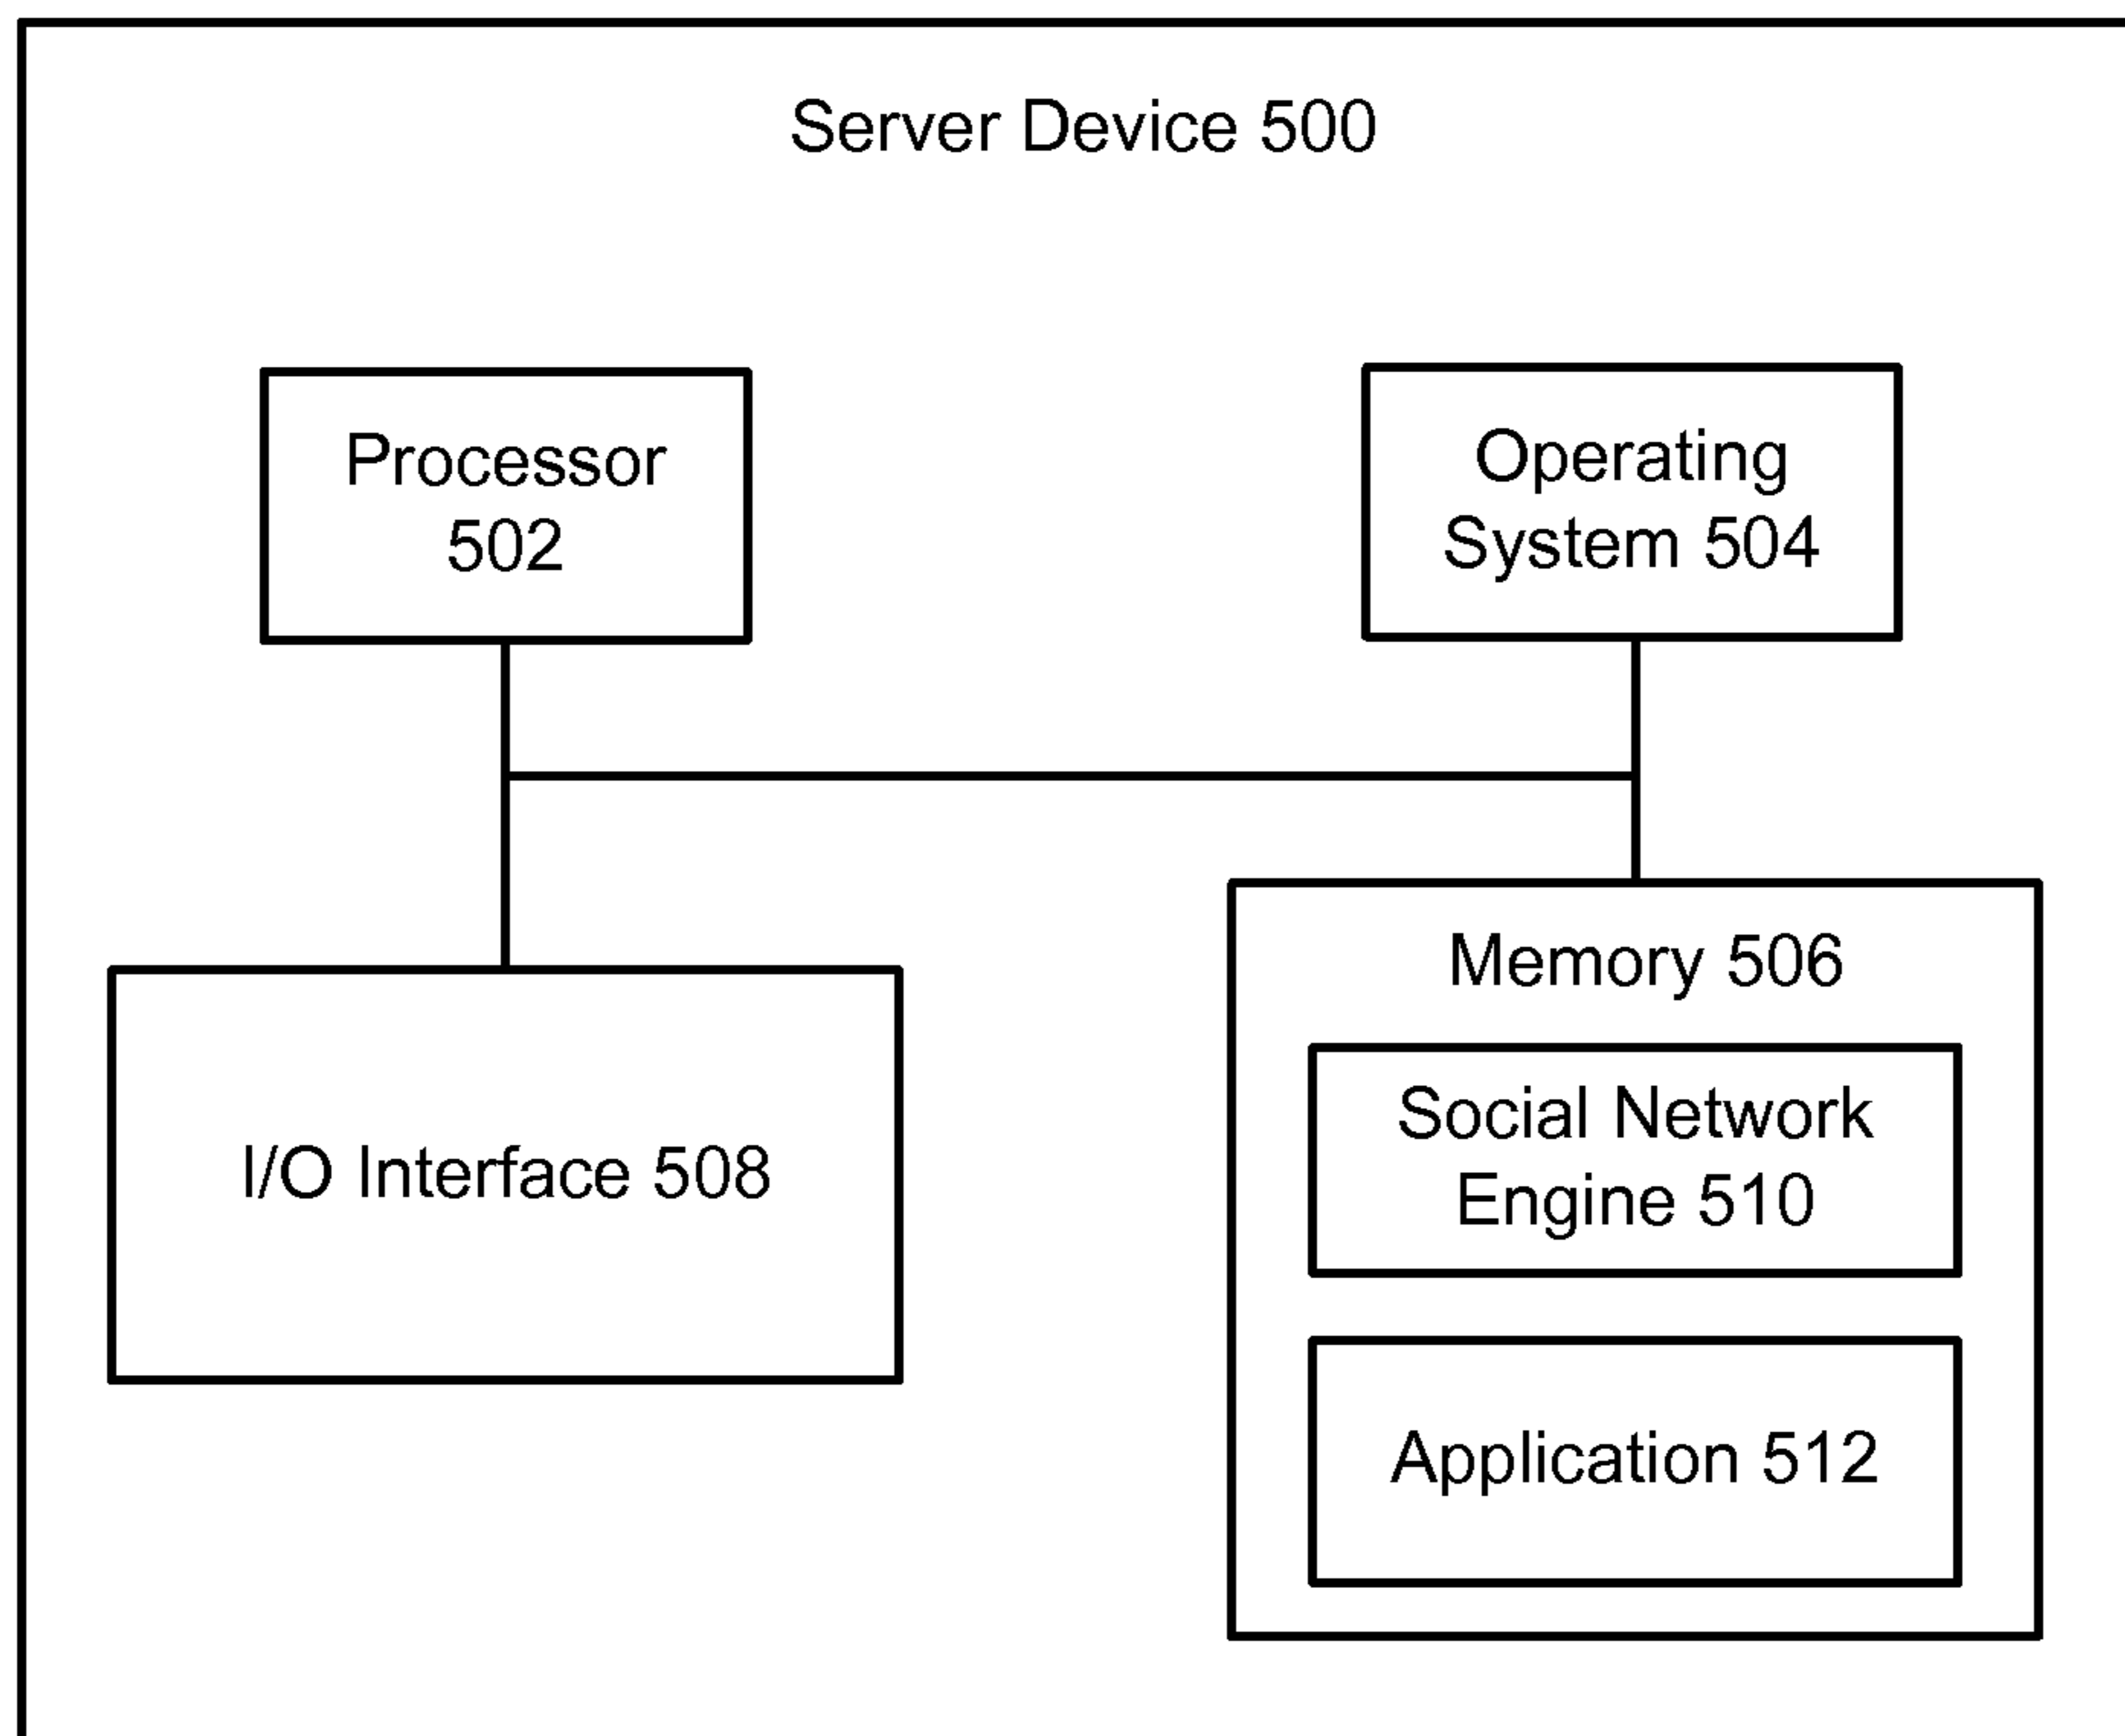 Server Device 500
Processor
502
Operating
System 504
I/O Interface 508
Memory 506
Social Network
Engine 510
Application 512